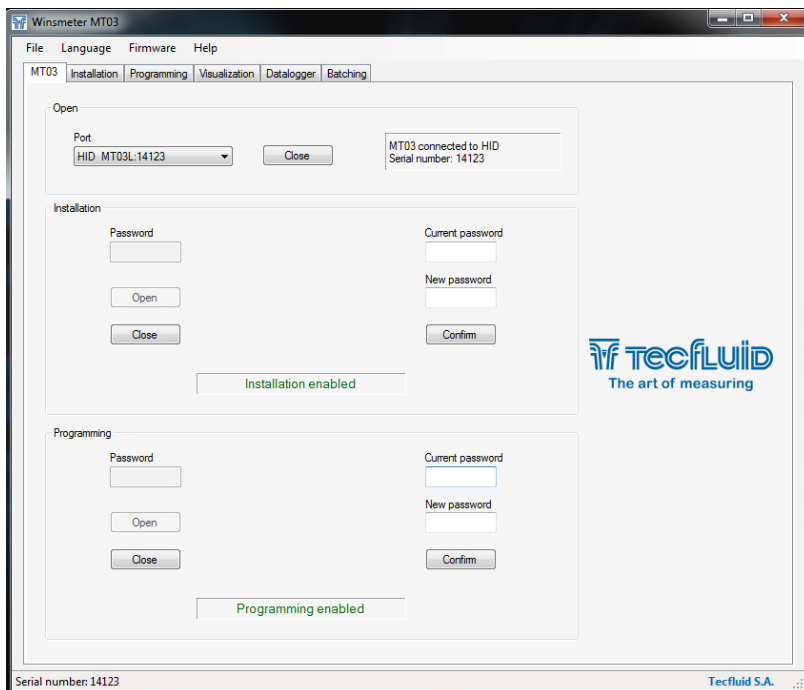 Winsmeter MT03
File Language Firmware Help
MT03 Installation Programming Visualization Datalogger Batching
Open
Port
HID MT03L:14123
Close
MT03 connected to HID
Serial number: 14123
Installation
Password
Current password
New password
Open
Close
Confirm
Installation enabled
TECFLUID
The art of measuring
Programming
Password
Current password
New password
Open
Close
Confirm
Programming enabled
Serial number: 14123
Tecfluid S.A.